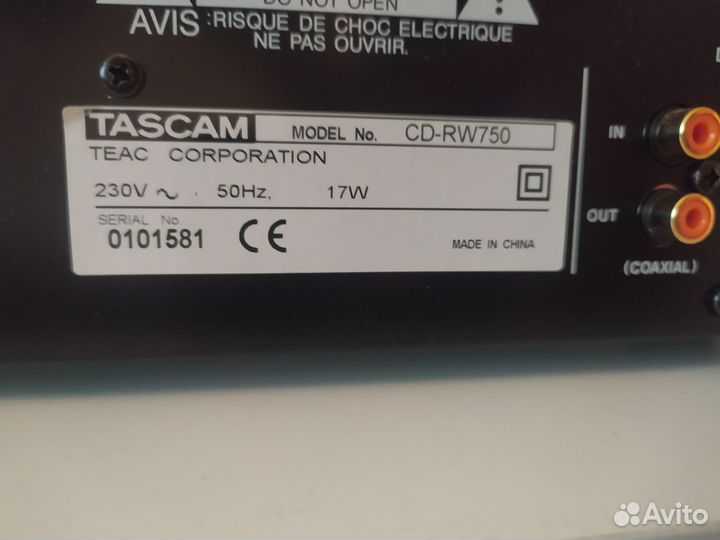 DO NOT OPEN
AVIS :RISQUE DE CHOC ELECTRIQUE
NE PAS OUVRIR.
TASCAM MODEL No. CD-RW750
TEAC CORPORATION
230V ~ . 50Hz, 17W
SERIAL No
0101581 CE
MADE IN CHINA
IN
OUT
(COAXIAL)
Avito